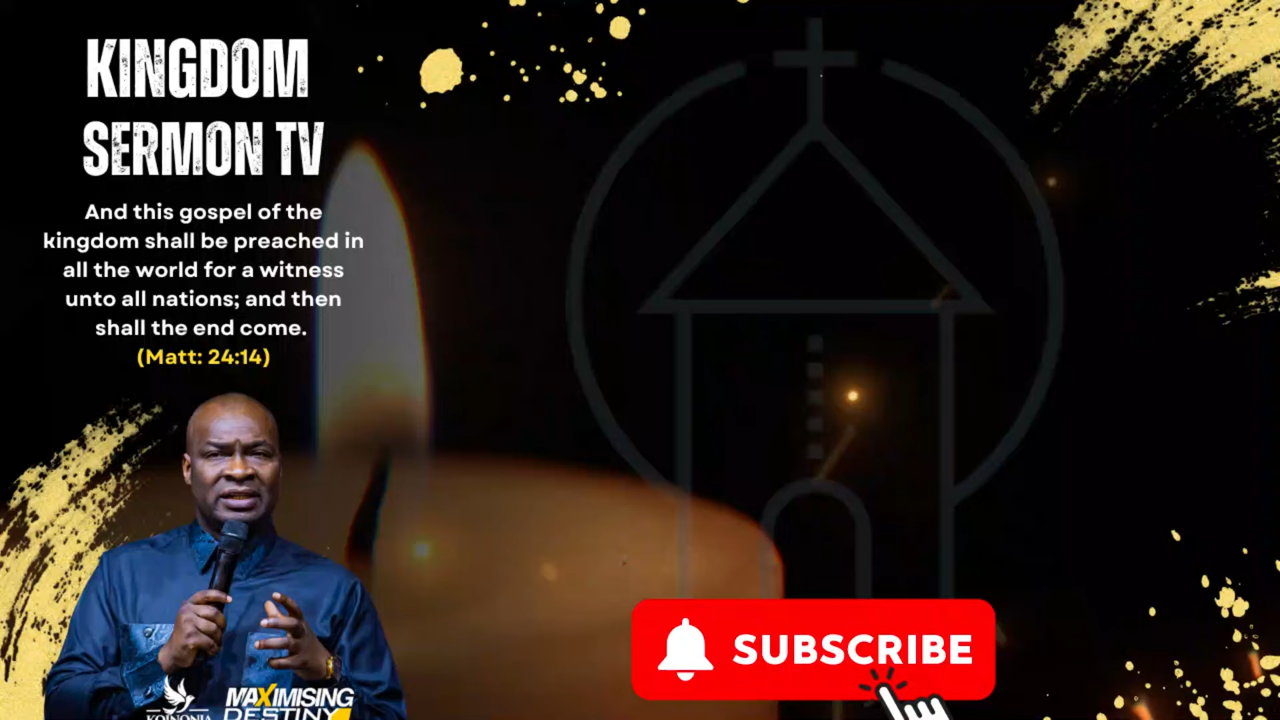 KINGDOM
SERMON TV
And this gospel of the
kingdom shall be preached in
all the world for a witness
unto all nations; and then
shall the end come.
(Matt: 24:14)
KOINONIA
MAXIMISING
DESTINY
SUBSCRIBE